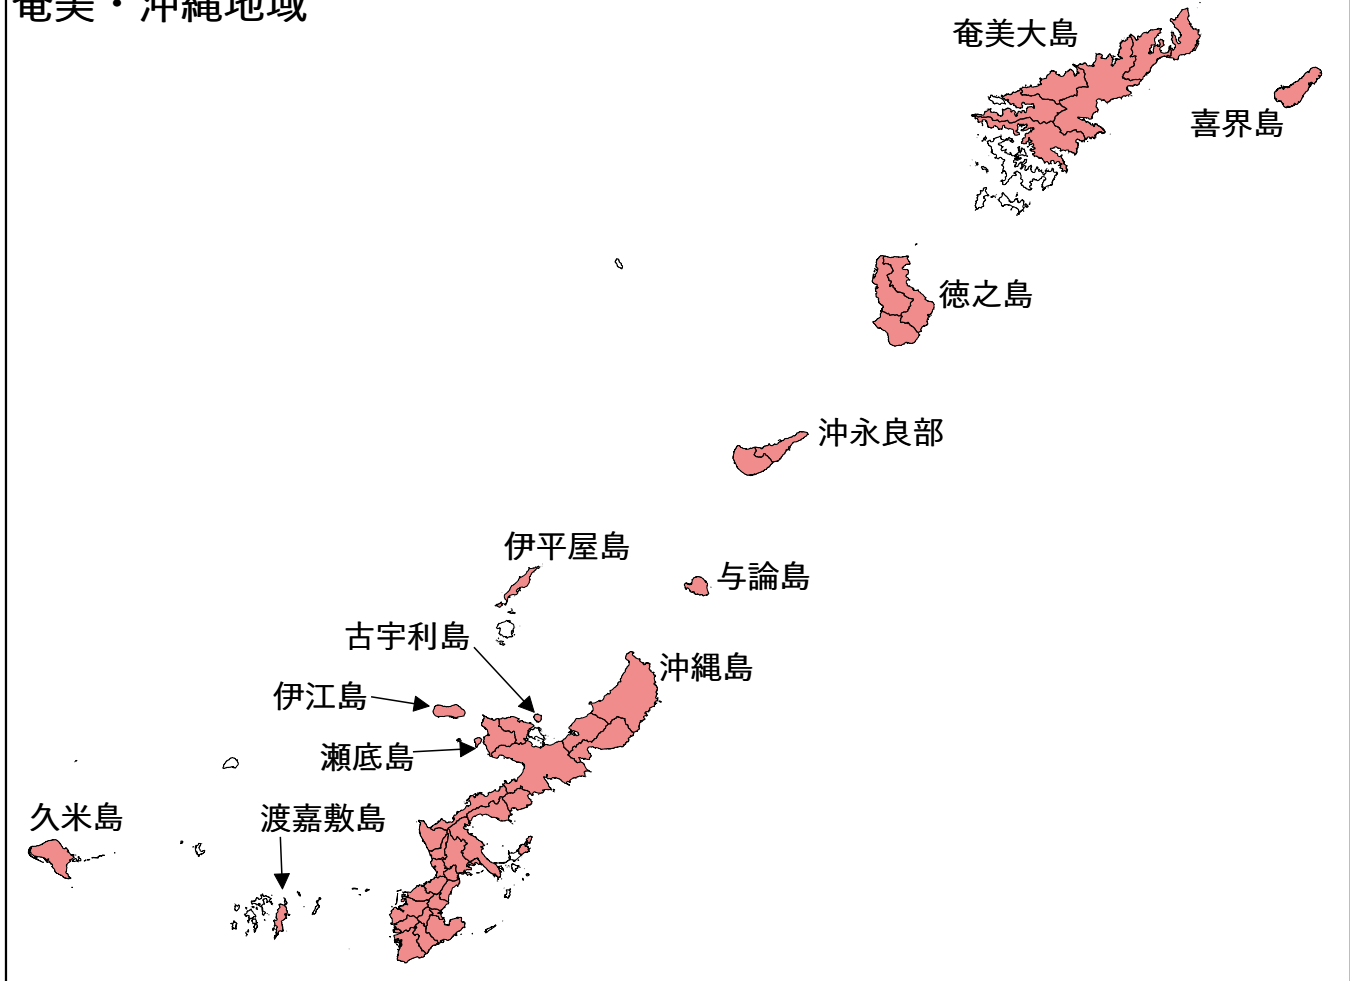 奄美・沖縄地域
奄美大島
喜界島
徳之島
沖永良部
伊平屋島
与論島
古宇利島
沖縄島
伊江島
瀬底島
久米島
渡嘉敷島